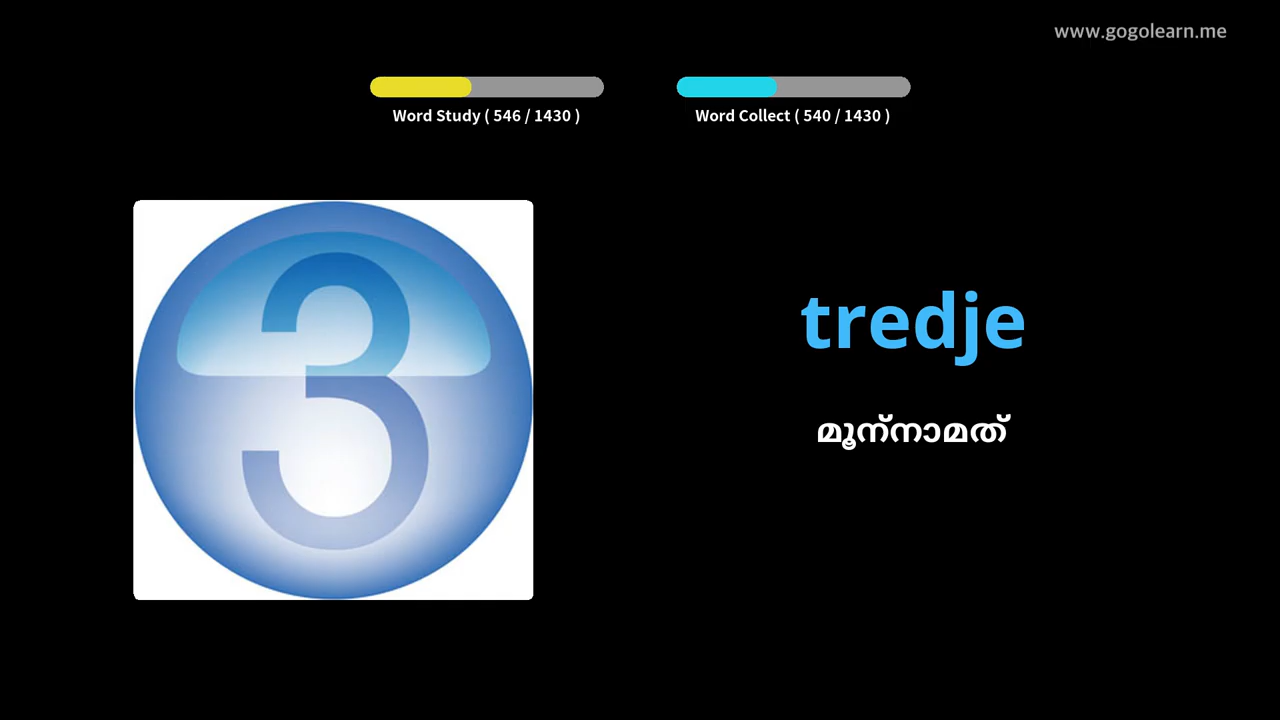 www.gogolearn.me
Word Study ( 546 / 1430 )
Word Collect ( 540 / 1430 )
3
tredje
മൂന്നാമത്